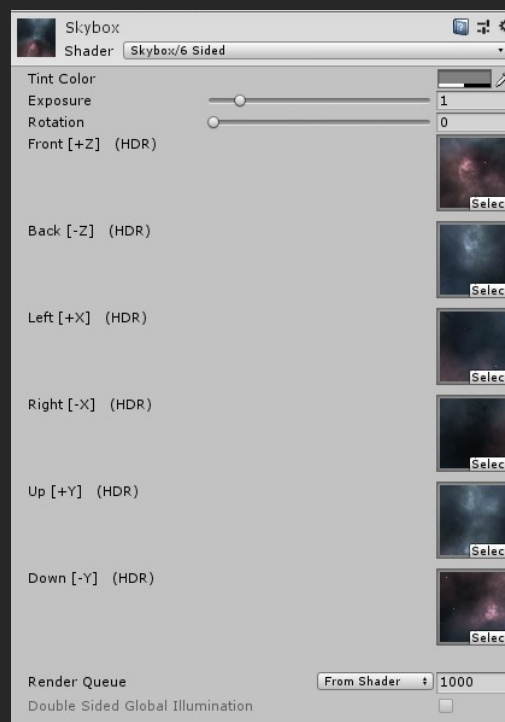 Skybox
Shader Skybox/6 Sided
Tint Color
Exposure 1
Rotation 0
Front [+Z] (HDR)
Selec
Back [-Z] (HDR)
Selec
Left [+X] (HDR)
Selec
Right [-X] (HDR)
Selec
Up [+Y] (HDR)
Selec
Down [-Y] (HDR)
Selec
Render Queue From Shader 1000
Double Sided Global Illumination